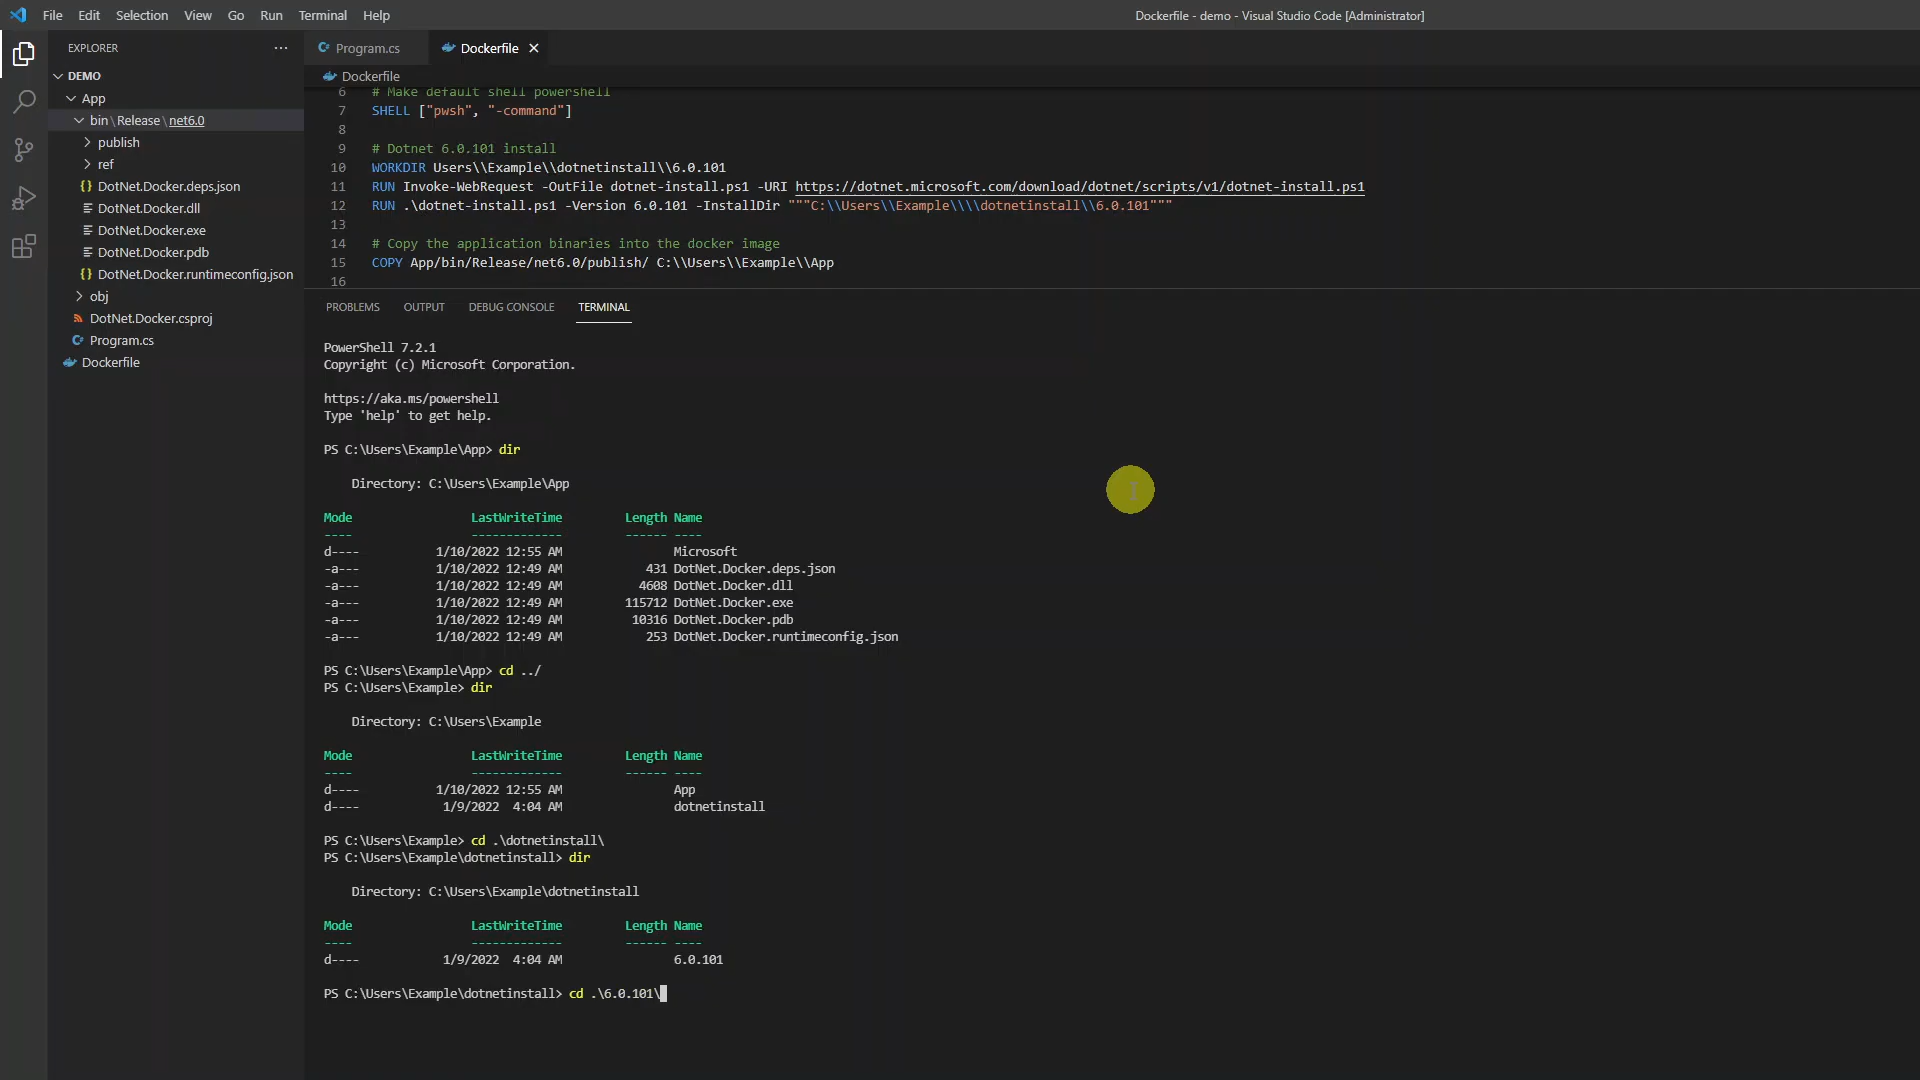 File Edit Selection View Go Run Terminal Help
Dockerfile - demo - Visual Studio Code [Administrator]
EXPLORER
DEMO
App
bin\Release\net6.0
publish
ref
{} DotNet.Docker.deps.json
DotNet.Docker.dll
DotNet.Docker.exe
DotNet.Docker.pdb
{} DotNet.Docker.runtimeconfig.json
obj
DotNet.Docker.csproj
Program.cs
Dockerfile
Program.cs
Dockerfile
Dockerfile
6 # Make default shell powershell
7 SHELL ["pwsh", "-command"]
8
9 # Dotnet 6.0.101 install
10 WORKDIR Users\\Example\\dotnetinstall\\6.0.101
11 RUN Invoke-WebRequest -OutFile dotnet-install.ps1 -URI https://dotnet.microsoft.com/download/dotnet/scripts/v1/dotnet-install.ps1
12 RUN .\dotnet-install.ps1 -Version 6.0.101 -InstallDir """C:\\Users\\Example\\\\dotnetinstall\\6.0.101"""
13
14 # Copy the application binaries into the docker image
15 COPY App/bin/Release/net6.0/publish/ C:\\Users\\Example\\App
16
PROBLEMS OUTPUT DEBUG CONSOLE TERMINAL
PowerShell 7.2.1
Copyright (c) Microsoft Corporation.
https://aka.ms/powershell
Type 'help' to get help.
PS C:\Users\Example\App> dir
Directory: C:\Users\Example\App
Mode LastWriteTime Length Name
---- ------------- ------ ----
d---- 1/10/2022 12:55 AM Microsoft
-a--- 1/10/2022 12:49 AM 431 DotNet.Docker.deps.json
-a--- 1/10/2022 12:49 AM 4608 DotNet.Docker.dll
-a--- 1/10/2022 12:49 AM 115712 DotNet.Docker.exe
-a--- 1/10/2022 12:49 AM 10316 DotNet.Docker.pdb
-a--- 1/10/2022 12:49 AM 253 DotNet.Docker.runtimeconfig.json
PS C:\Users\Example\App> cd ../
PS C:\Users\Example> dir
Directory: C:\Users\Example
Mode LastWriteTime Length Name
---- ------------- ------ ----
d---- 1/10/2022 12:55 AM App
d---- 1/9/2022 4:04 AM dotnetinstall
PS C:\Users\Example> cd .\dotnetinstall\
PS C:\Users\Example\dotnetinstall> dir
Directory: C:\Users\Example\dotnetinstall
Mode LastWriteTime Length Name
---- ------------- ------ ----
d---- 1/9/2022 4:04 AM 6.0.101
PS C:\Users\Example\dotnetinstall> cd .\6.0.101\